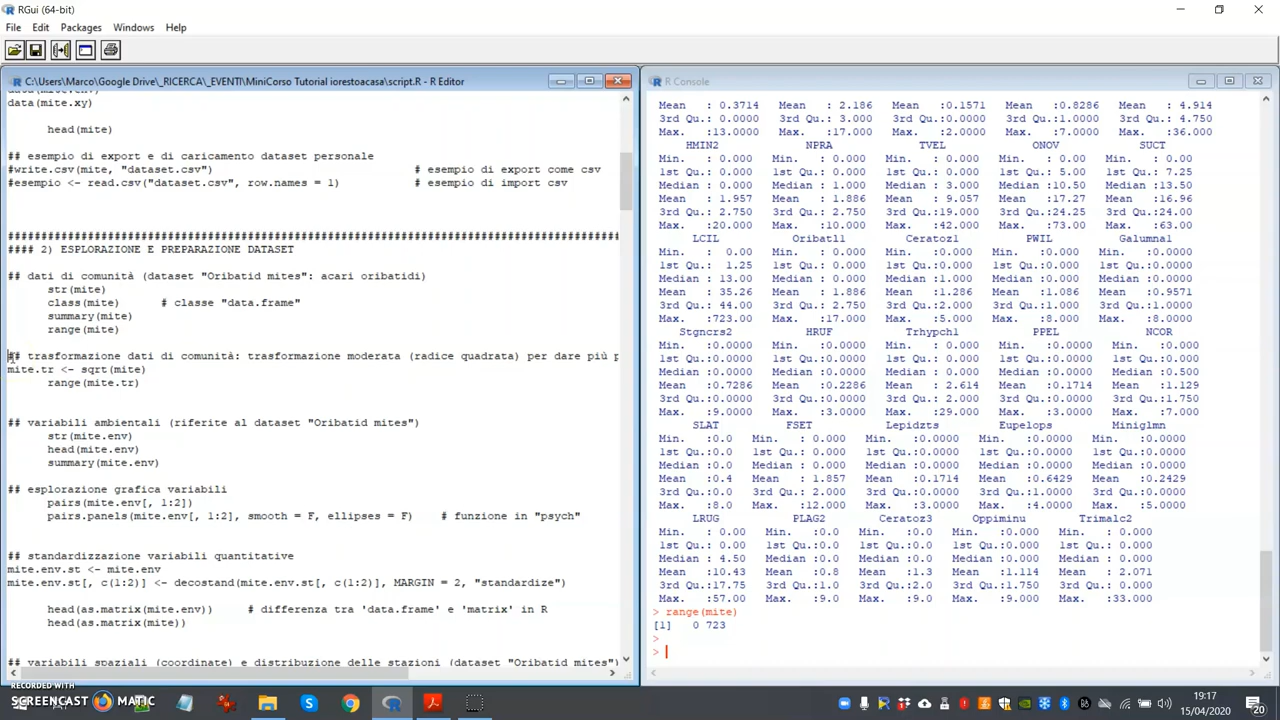 RGui (64-bit)
File Edit Packages Windows Help
C:\Users\Marco\Google Drive\_RICERCA\_EVENTI\MiniCorso Tutorial iorestoacasa\script.R - R Editor
data(mite.xy)
head(mite)
## esempio di export e di caricamento dataset personale
#write.csv(mite, "dataset.csv") # esempio di export come csv
#esempio <- read.csv("dataset.csv", row.names = 1) # esempio di import csv
#### 2) ESPLORAZIONE E PREPARAZIONE DATASET
## dati di comunità (dataset "Oribatid mites": acari oribatidi)
str(mite)
class(mite) # classe "data.frame"
summary(mite)
range(mite)
## trasformazione dati di comunità: trasformazione moderata (radice quadrata) per dare più p
mite.tr <- sqrt(mite)
range(mite.tr)
## variabili ambientali (riferite al dataset "Oribatid mites")
str(mite.env)
head(mite.env)
summary(mite.env)
## esplorazione grafica variabili
pairs(mite.env[, 1:2])
pairs.panels(mite.env[, 1:2], smooth = F, ellipses = F) # funzione in "psych"
## standardizzazione variabili quantitative
mite.env.st <- mite.env
mite.env.st[, c(1:2)] <- decostand(mite.env.st[, c(1:2)], MARGIN = 2, "standardize")
head(as.matrix(mite.env)) # differenza tra 'data.frame' e 'matrix' in R
head(as.matrix(mite))
## variabili spaziali (coordinate) e distribuzione delle stazioni (dataset "Oribatid mites")
R Console
Mean : 0.3714 Mean : 2.186 Mean :0.1571 Mean :0.8286 Mean : 4.914
3rd Qu.: 0.0000 3rd Qu.: 3.000 3rd Qu.:0.0000 3rd Qu.:1.0000 3rd Qu.: 4.750
Max. :13.0000 Max. :17.000 Max. :2.0000 Max. :7.0000 Max. :36.000
HMIN2 NPRA TVEL ONOV SUCT
Min. : 0.000 Min. : 0.000 Min. : 0.000 Min. : 0.00 Min. : 0.00
1st Qu.: 0.000 1st Qu.: 0.000 1st Qu.: 0.000 1st Qu.: 5.00 1st Qu.: 7.25
Median : 0.000 Median : 1.000 Median : 3.000 Median :10.50 Median :13.50
Mean : 1.957 Mean : 1.886 Mean : 9.057 Mean :17.27 Mean :16.96
3rd Qu.: 2.750 3rd Qu.: 2.750 3rd Qu.:19.000 3rd Qu.:24.25 3rd Qu.:24.00
Max. :20.000 Max. :10.000 Max. :42.000 Max. :73.00 Max. :63.00
LCIL Oribatl1 Ceratoz1 PWIL Galumna1
Min. : 0.00 Min. : 0.000 Min. :0.000 Min. :0.000 Min. :0.0000
1st Qu.: 1.25 1st Qu.: 0.000 1st Qu.:0.000 1st Qu.:0.000 1st Qu.:0.0000
Median : 13.00 Median : 0.000 Median :1.000 Median :0.000 Median :0.0000
Mean : 35.26 Mean : 1.886 Mean :1.286 Mean :1.086 Mean :0.9571
3rd Qu.: 44.00 3rd Qu.: 2.750 3rd Qu.:2.000 3rd Qu.:1.000 3rd Qu.:1.0000
Max. :723.00 Max. :17.000 Max. :5.000 Max. :8.000 Max. :8.0000
Stgncrs2 HRUF Trhypch1 PPEL NCOR
Min. :0.0000 Min. :0.0000 Min. : 0.000 Min. :0.0000 Min. :0.000
1st Qu.:0.0000 1st Qu.:0.0000 1st Qu.: 0.000 1st Qu.:0.0000 1st Qu.:0.000
Median :0.0000 Median :0.0000 Median : 0.000 Median :0.0000 Median :0.500
Mean :0.7286 Mean :0.2286 Mean : 2.614 Mean :0.1714 Mean :1.129
3rd Qu.:0.0000 3rd Qu.:0.0000 3rd Qu.: 2.000 3rd Qu.:0.0000 3rd Qu.:1.750
Max. :9.0000 Max. :3.0000 Max. :29.000 Max. :3.0000 Max. :7.000
SLAT FSET Lepidzts Eupelops Miniglmn
Min. :0.0 Min. : 0.000 Min. :0.0000 Min. :0.0000 Min. :0.0000
1st Qu.:0.0 1st Qu.: 0.000 1st Qu.:0.0000 1st Qu.:0.0000 1st Qu.:0.0000
Median :0.0 Median : 0.000 Median :0.0000 Median :0.0000 Median :0.0000
Mean :0.4 Mean : 1.857 Mean :0.1714 Mean :0.6429 Mean :0.2429
3rd Qu.:0.0 3rd Qu.: 2.000 3rd Qu.:0.0000 3rd Qu.:1.0000 3rd Qu.:0.0000
Max. :8.0 Max. :12.000 Max. :3.0000 Max. :4.0000 Max. :5.0000
LRUG PLAG2 Ceratoz3 Oppiminu Trimalc2
Min. : 0.00 Min. :0.0 Min. :0.0 Min. :0.000 Min. : 0.000
1st Qu.: 0.00 1st Qu.:0.0 1st Qu.:0.0 1st Qu.:0.000 1st Qu.: 0.000
Median : 4.50 Median :0.0 Median :0.0 Median :0.000 Median : 0.000
Mean :10.43 Mean :0.8 Mean :1.3 Mean :1.114 Mean : 2.071
3rd Qu.:17.75 3rd Qu.:1.0 3rd Qu.:2.0 3rd Qu.:1.750 3rd Qu.: 0.000
Max. :57.00 Max. :9.0 Max. :9.0 Max. :9.000 Max. :33.000
> range(mite)
[1] 0 723
>
>
RECORDED WITH
SCREENCAST MATIC
19:17
15/04/2020
20